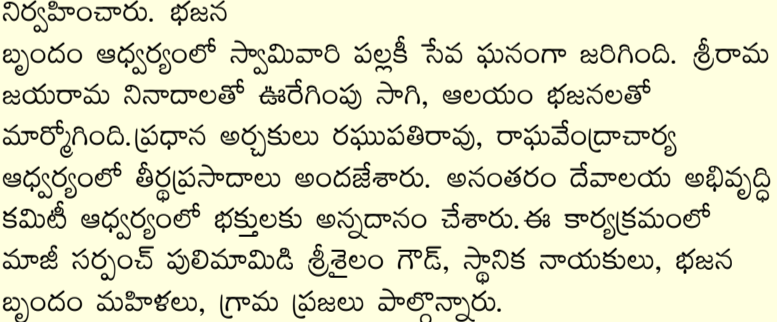 నిర్వహించారు. భజన
బృందం ఆధ్వర్యంలో స్వామివారి పల్లకీ సేవ ఘనంగా జరిగింది. శ్రీరామ
జయరామ నినాదాలతో ఊరేగింపు సాగి, ఆలయం భజనలతో
మార్మోగింది.ప్రధాన అర్చకులు రఘుపతిరావు, రాఘవేంద్రాచార్య
ఆధ్వర్యంలో తీర్థప్రసాదాలు అందజేశారు. అనంతరం దేవాలయ అభివృద్ధి
కమిటీ ఆధ్వర్యంలో భక్తులకు అన్నదానం చేశారు.ఈ కార్యక్రమంలో
మాజీ సర్పంచ్ పులిమామిడి శ్రీశైలం గౌడ్, స్థానిక నాయకులు, భజన
బృందం మహిళలు, గ్రామ ప్రజలు పాల్గొన్నారు.